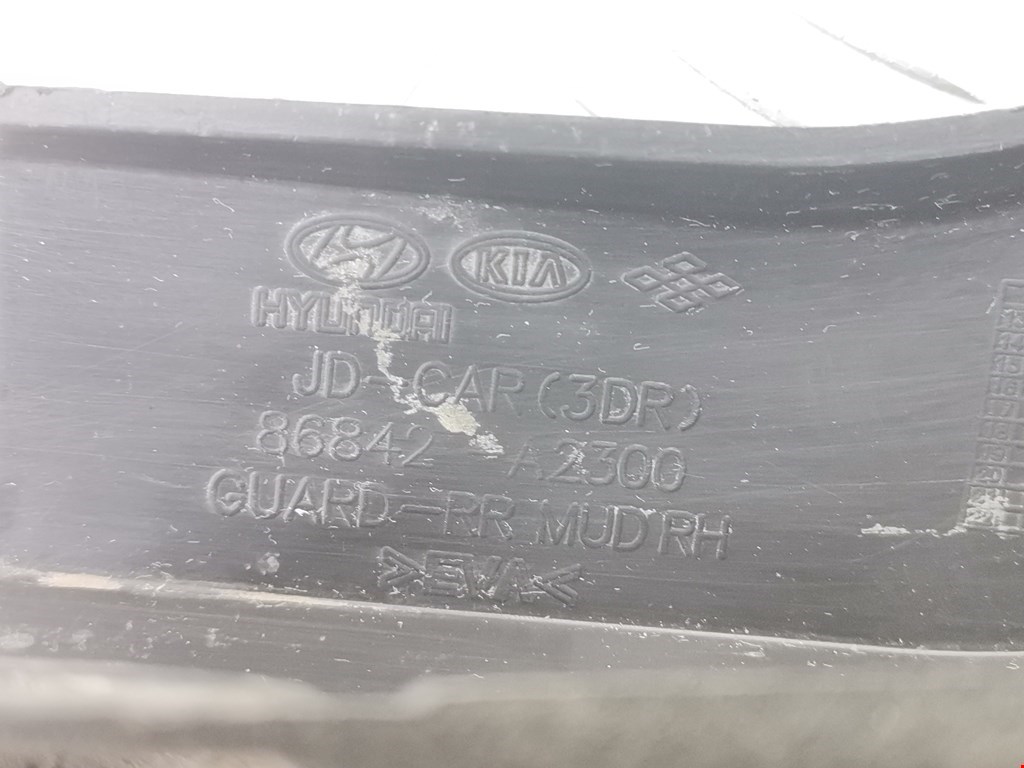 KIA
HYUNDAI
JD-CAR(3DR)
86842 A2300
GUARD-RR MUD RH
>EVA<